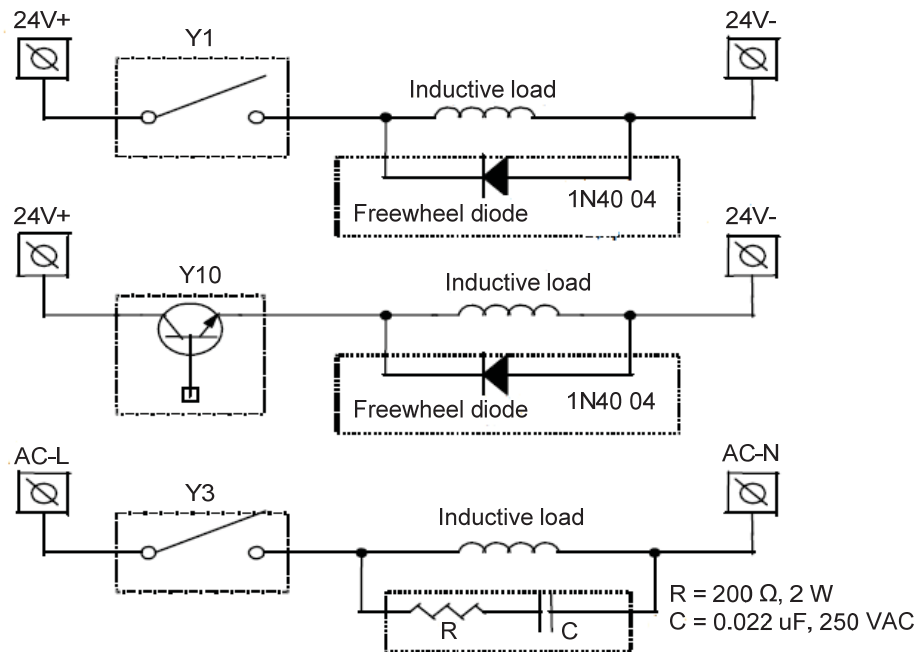 24V+
24V-
Y1
Inductive load
Freewheel diode
1N40 04
24V+
24V-
Y10
Inductive load
Freewheel diode
1N40 04
AC-L
AC-N
Y3
Inductive load
R
C
R = 200 Ω, 2 W
C = 0.022 uF, 250 VAC